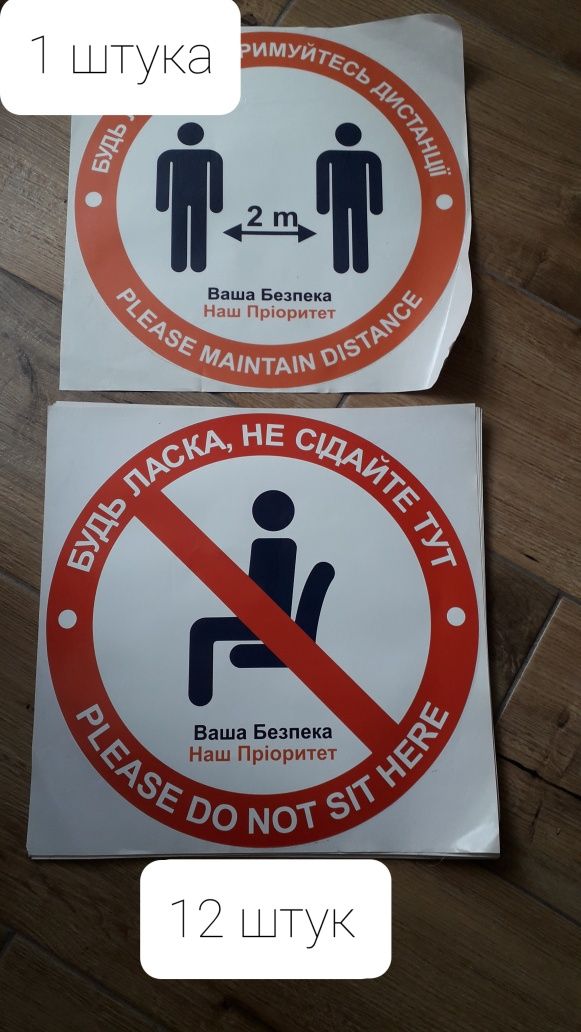 1 штука
БУДЬ
РИМУЙТЕСЬ ДИСТАНЦІЇ
2 m
Ваша Безпека
Наш Пріоритет
PLEASE MAINTAIN DISTANCE
БУДЬ ЛАСКА, НЕ СІДАЙТЕ ТУТ
Ваша Безпека
Наш Пріоритет
PLEASE DO NOT SIT HERE
12 штук